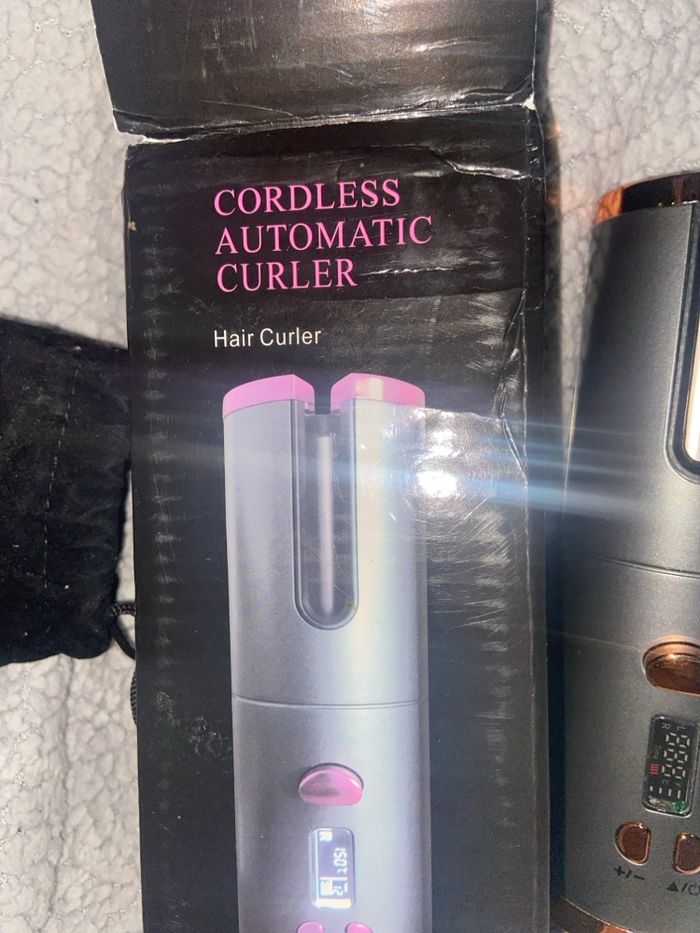 CORDLESS
AUTOMATIC
CURLER
Hair Curler
R
+/-